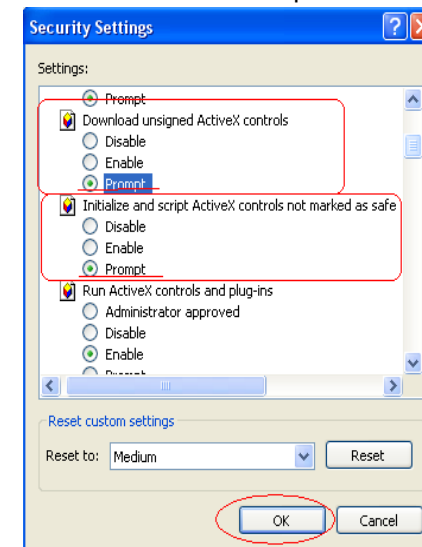 Security Settings
Settings:
Prompt
Download unsigned ActiveX controls
Disable
Enable
Prompt
Initialize and script ActiveX controls not marked as safe
Disable
Enable
Prompt
Run ActiveX controls and plug-ins
Administrator approved
Disable
Enable
Reset custom settings
Reset to: Medium Reset
OK Cancel